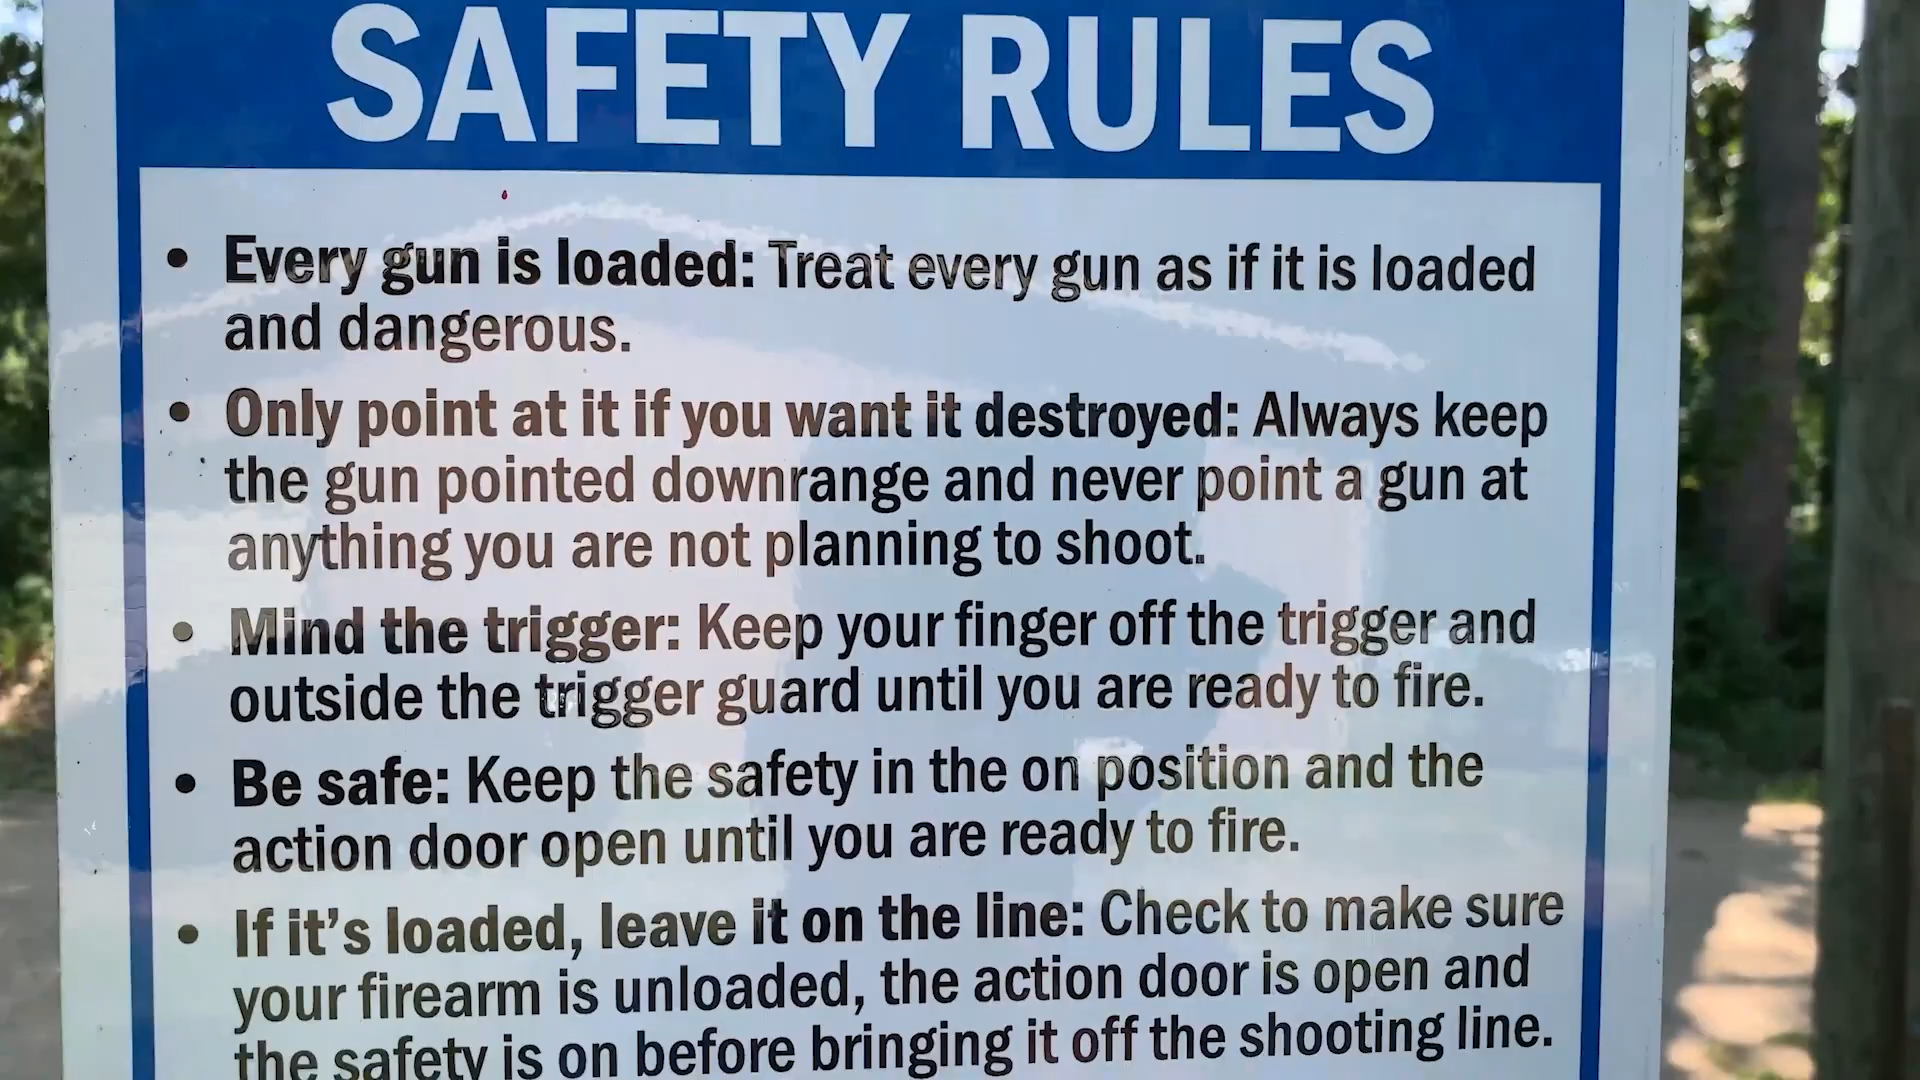 SAFETY RULES
• Every gun is loaded: Treat every gun as if it is loaded
and dangerous.
• Only point at it if you want it destroyed: Always keep
the gun pointed downrange and never point a gun at
anything you are not planning to shoot.
• Mind the trigger: Keep your finger off the trigger and
outside the trigger guard until you are ready to fire.
• Be safe: Keep the safety in the on position and the
action door open until you are ready to fire.
• If it’s loaded, leave it on the line: Check to make sure
your firearm is unloaded, the action door is open and
the safety is on before bringing it off the shooting line.